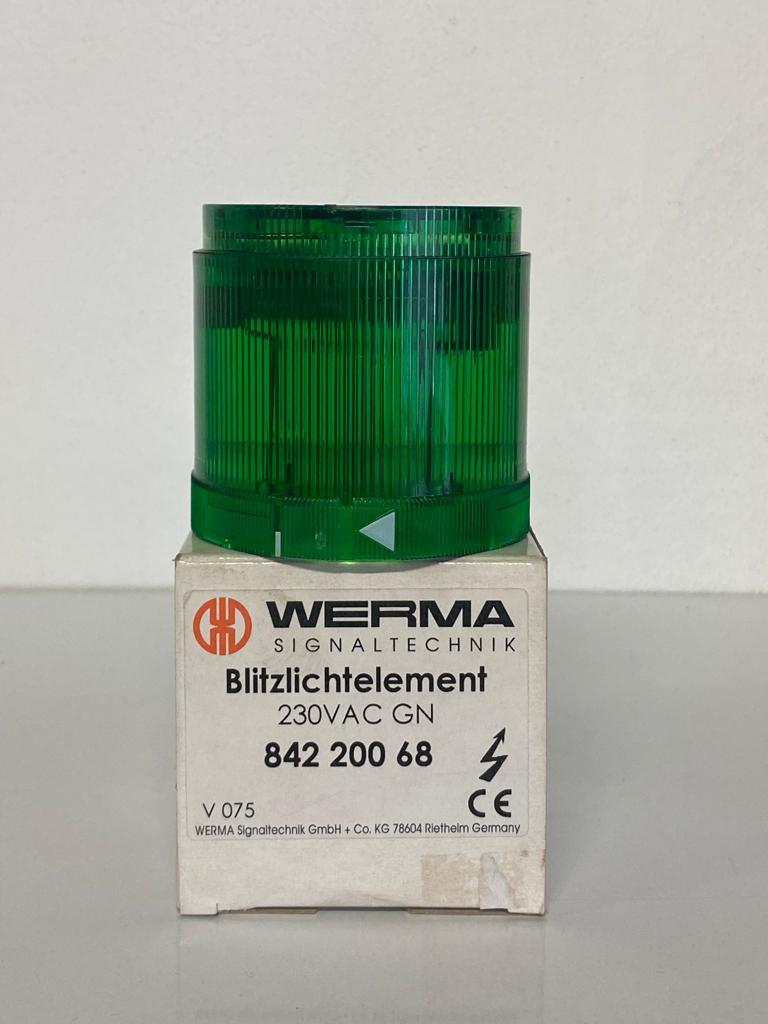 WERMA
SIGNALTECHNIK
Blitzlichtelement
230VAC GN
842 200 68
CE
V 075
WERMA Signaltechnik GmbH + Co. KG 78604 Rietheim Germany